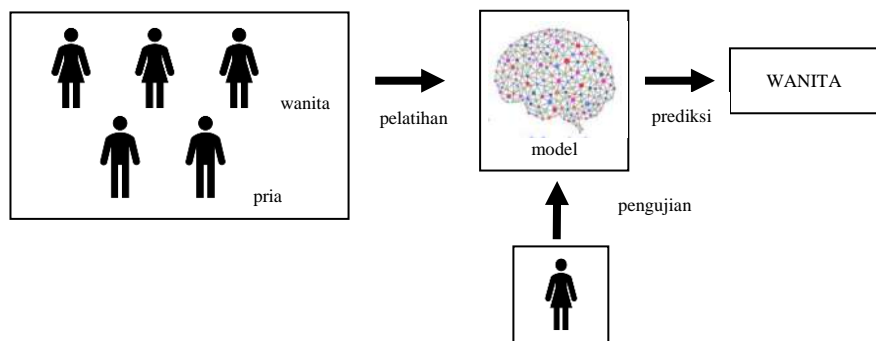 wanita
pria
pelatihan
model
prediksi
WANITA
pengujian